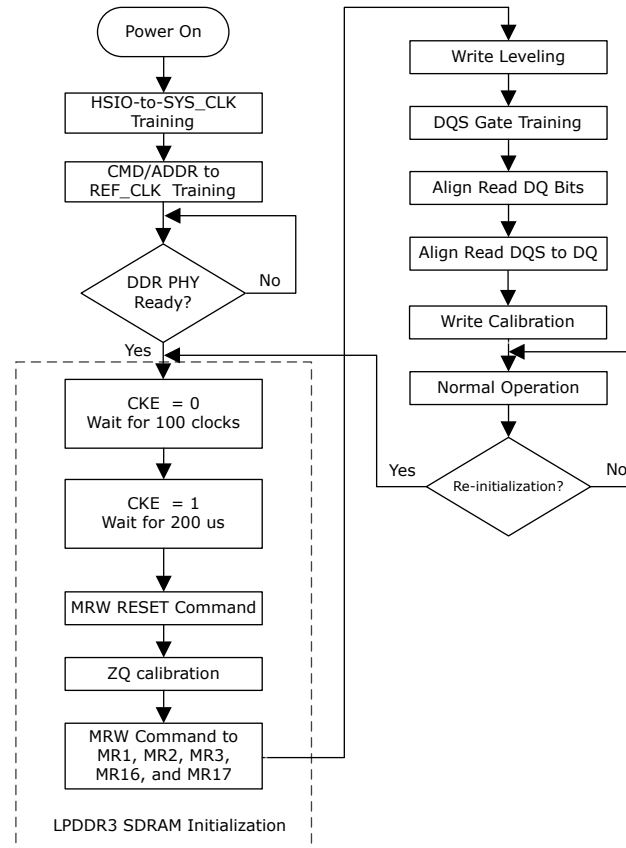 Power On
HSIO-to-SYS_CLK
Training
CMD/ADDR to
REF_CLK Training
DDR PHY
Ready?
No
Yes
CKE = 0
Wait for 100 clocks
CKE = 1
Wait for 200 us
MRW RESET Command
ZQ calibration
MRW Command to
MR1, MR2, MR3,
MR16, and MR17
LPDDR3 SDRAM Initialization
Write Leveling
DQS Gate Training
Align Read DQ Bits
Align Read DQS to DQ
Write Calibration
Normal Operation
Yes
Re-initialization?
No